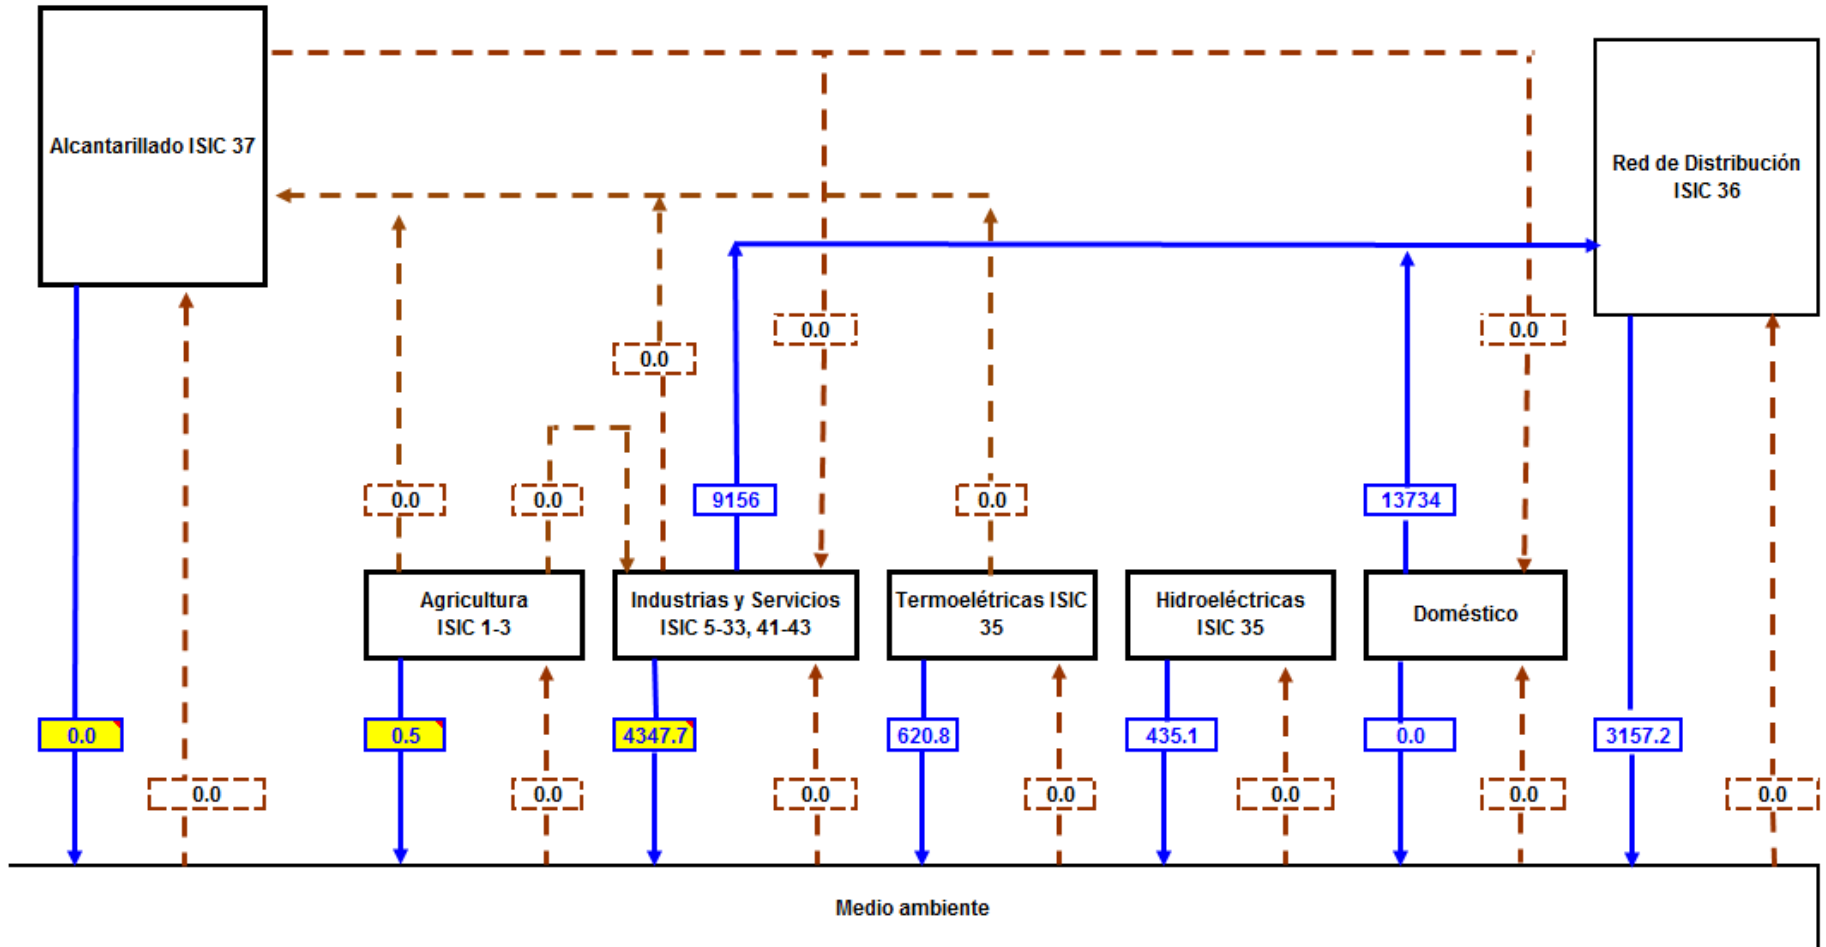 Alcantarillado ISIC 37
Red de Distribución
ISIC 36
0.0
0.0
0.0
0.0
0.0
9156
0.0
13734
Agricultura
ISIC 1-3
Industrias y Servicios
ISIC 5-33, 41-43
Termoelétricas ISIC
35
Hidroeléctricas
ISIC 35
Doméstico
0.0
0.5
4347.7
620.8
435.1
0.0
3157.2
0.0
0.0
0.0
0.0
0.0
0.0
0.0
Medio ambiente